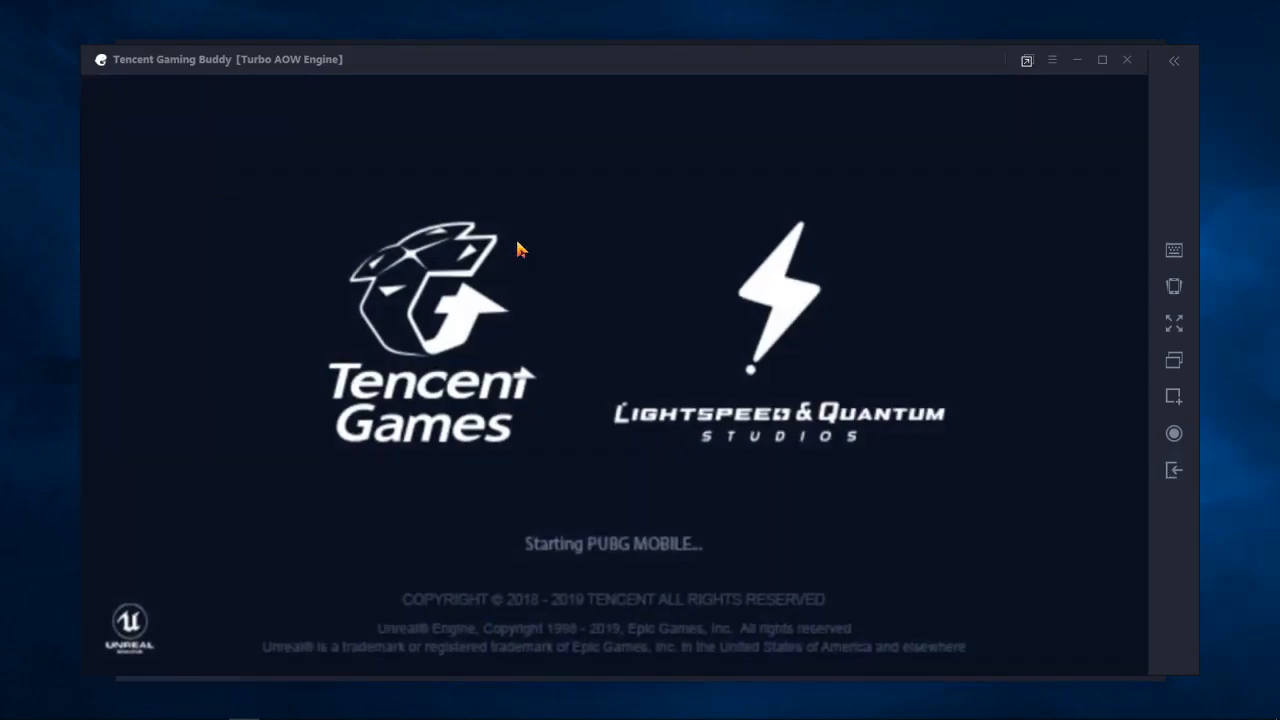 Tencent Gaming Buddy [Turbo AOW Engine]
Tencent
Games
LIGHTSPEED & QUANTUM
STUDIOS
Starting PUBG MOBILE...
COPYRIGHT © 2018 - 2019 TENCENT ALL RIGHTS RESERVED
Unreal® Engine, Copyright 1998 - 2019, Epic Games, Inc. All rights reserved
Unreal® is a trademark or registered trademark of Epic Games, Inc. in the United States of America and elsewhere
UNREAL